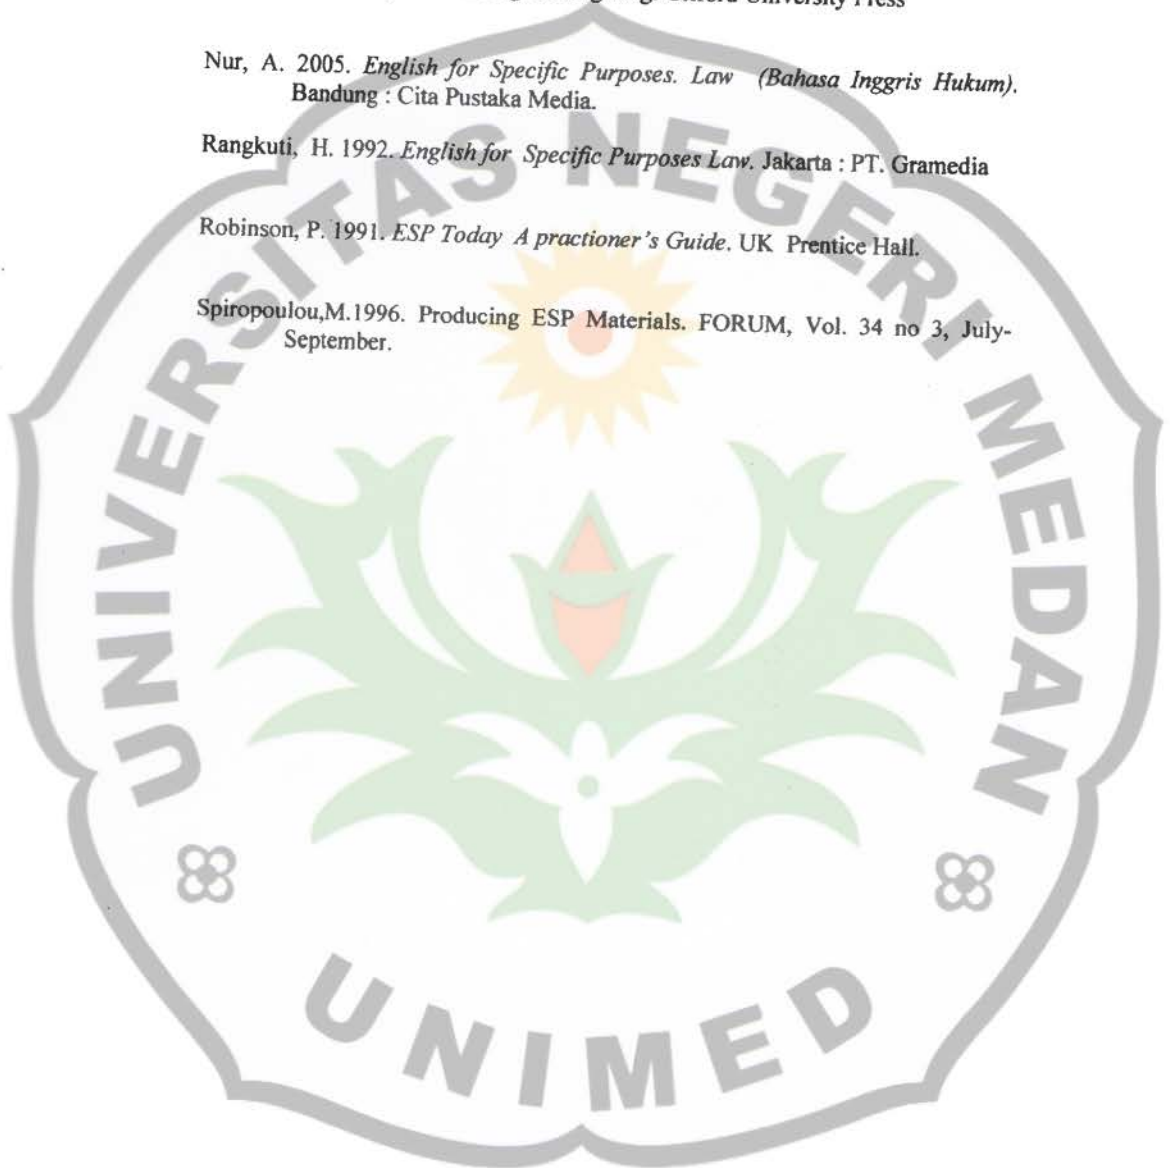 University Press
Nur, A. 2005. English for Specific Purposes. Law (Bahasa Inggris Hukum).
Bandung : Cita Pustaka Media.
Rangkuti, H. 1992. English for Specific Purposes Law. Jakarta : PT. Gramedia
Robinson, P. 1991. ESP Today A practioner's Guide. UK Prentice Hall.
Spiropoulou,M.1996. Producing ESP Materials. FORUM, Vol. 34 no 3, July-
September.
UNIVERSITAS NEGERI MEDAN
UNIMED